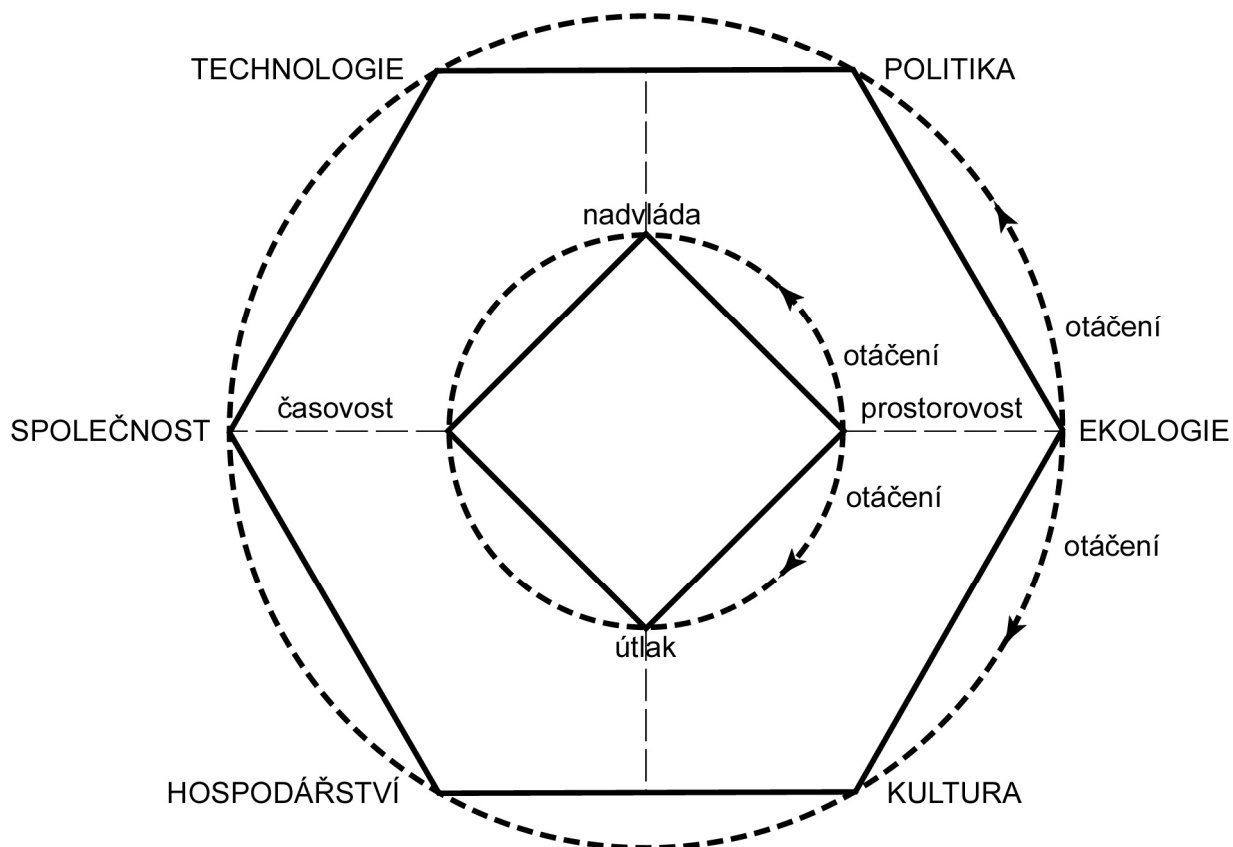 TECHNOLOGIE
POLITIKA
nadvláda
otáčení
otáčení
časovost
prostorovost
SPOLEČNOST
EKOLOGIE
otáčení
otáčení
útlak
HOSPODÁŘSTVÍ
KULTURA